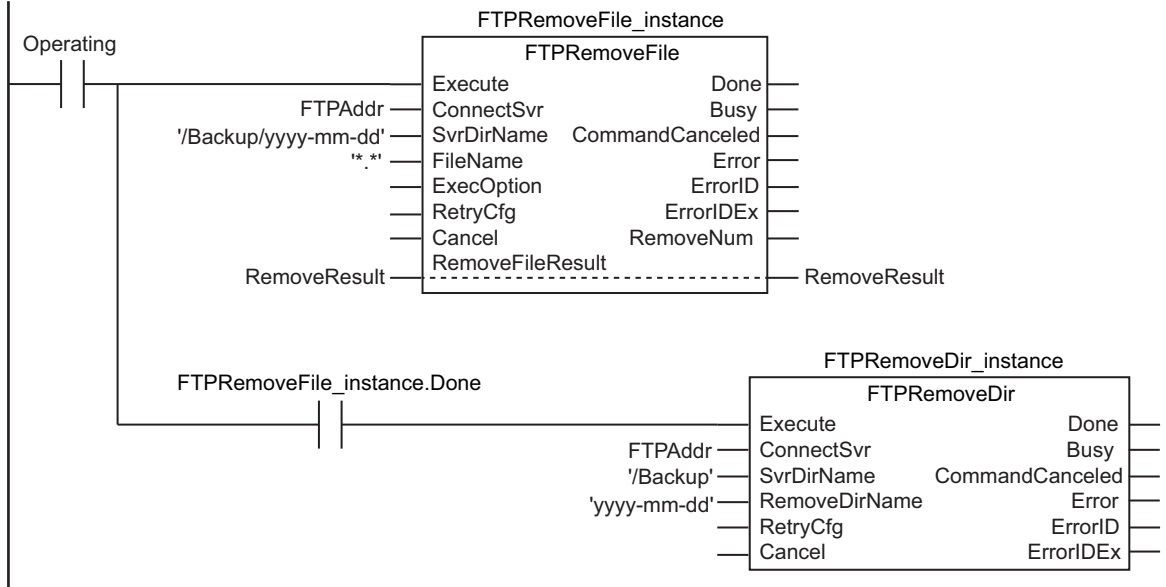 FTPRemoveFile_instance
Operating
FTPRemoveFile
Execute Done
FTPAddr ConnectSvr Busy
'/Backup/yyyy-mm-dd' SvrDirName CommandCanceled
'*.*' FileName Error
ExecOption ErrorID
RetryCfg ErrorIDEx
Cancel RemoveNum
RemoveFileResult
RemoveResult RemoveResult
FTPRemoveDir_instance
FTPRemoveFile_instance.Done
FTPRemoveDir
Execute Done
FTPAddr ConnectSvr Busy
'/Backup' SvrDirName CommandCanceled
'yyyy-mm-dd' RemoveDirName Error
RetryCfg ErrorID
Cancel ErrorIDEx